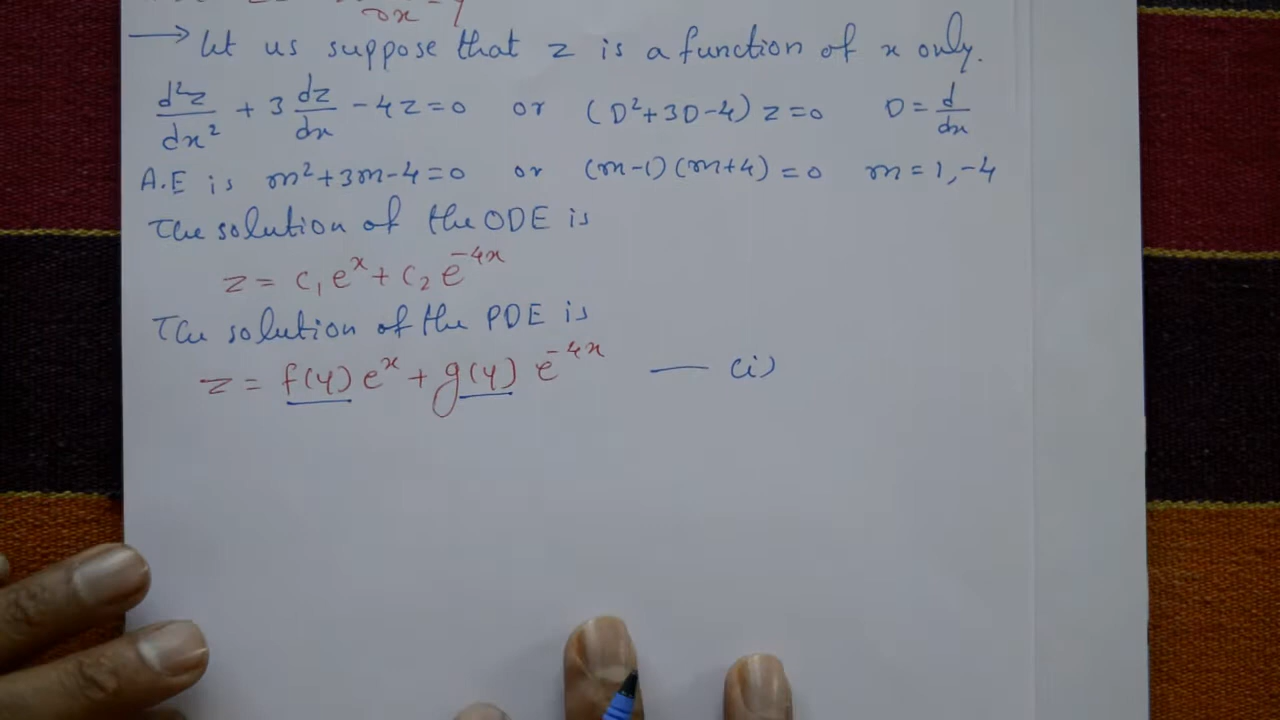 → Let us suppose that z is a function of x only.
d²z/dx² + 3 dz/dx - 4z = 0 or (D²+3D-4) z = 0 D = d/dx
A.E is m²+3m-4=0 or (m-1)(m+4) = 0 m = 1, -4
The solution of the ODE is
z = c₁eˣ + c₂e⁻⁴ˣ
The solution of the PDE is
z = f(y) eˣ + g(y) e⁻⁴ˣ — (i)